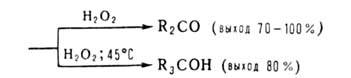 H₂O₂
R₂CO (выход 70-100%)
H₂O₂; 45°C
R₃COH (выход 80%)